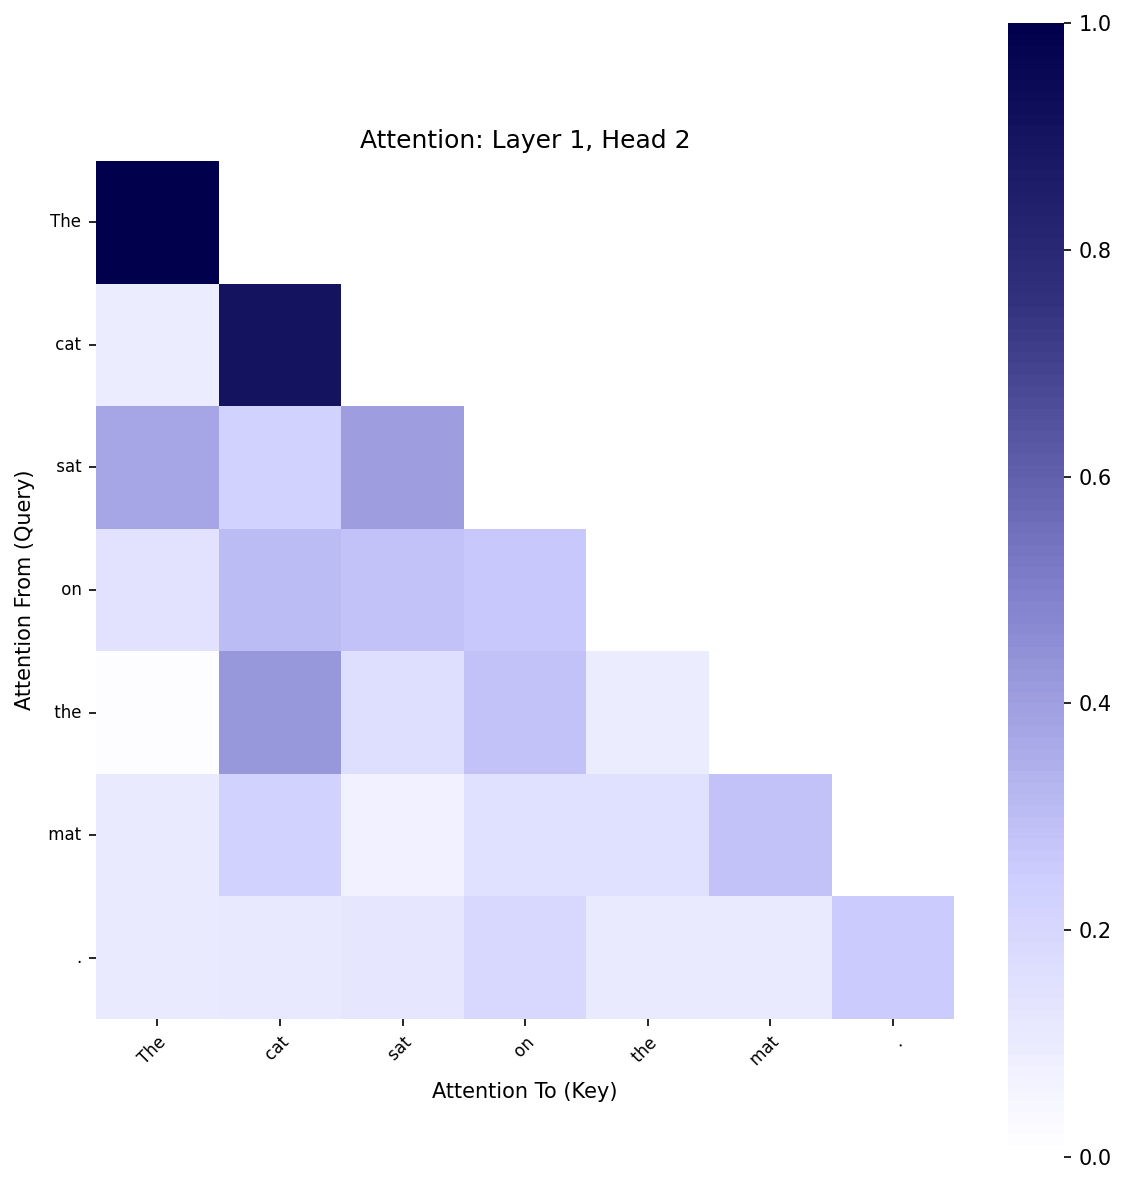 Attention: Layer 1, Head 2
The
cat
sat
on
the
mat
.
Attention From (Query)
The
cat
sat
on
the
mat
.
Attention To (Key)
1.0
0.8
0.6
0.4
0.2
0.0